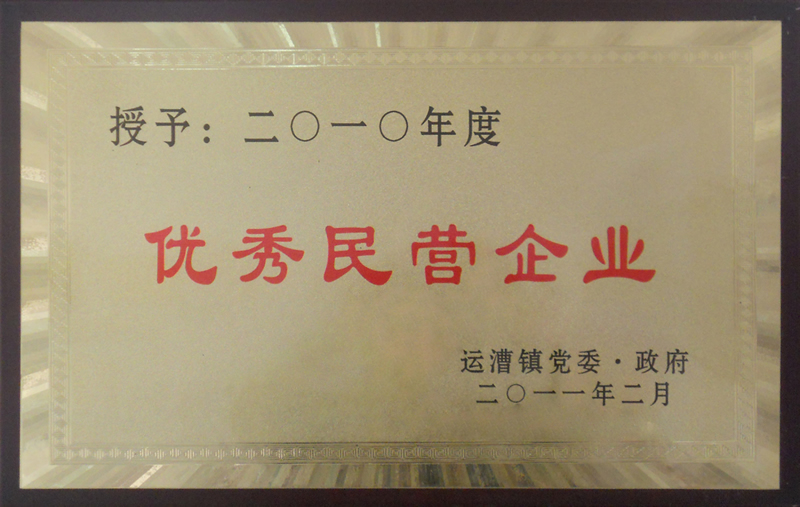 授予：二〇一〇年度
优秀民营企业
运漕镇党委·政府
二〇一一年二月